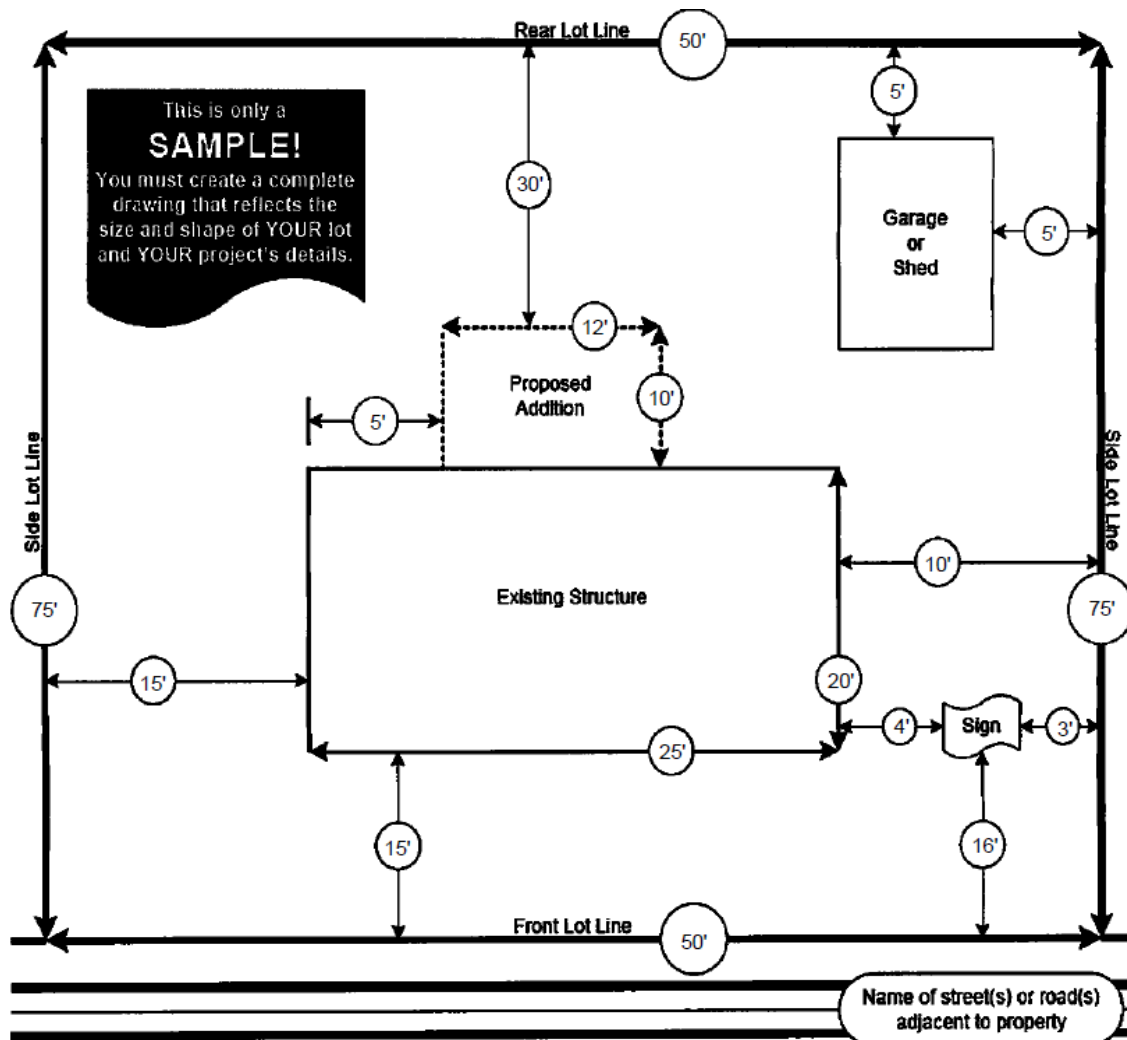 Rear Lot Line
50'
This is only a
SAMPLE!
You must create a complete
drawing that reflects the
size and shape of YOUR lot
and YOUR project's details.
5'
30'
Garage
or
Shed
5'
12'
Proposed
Addition
10'
5'
Side Lot Line
Side Lot Line
10'
Existing Structure
75'
75'
15'
20'
4'
Sign
3'
25'
15'
16'
Front Lot Line
50'
Name of street(s) or road(s)
adjacent to property